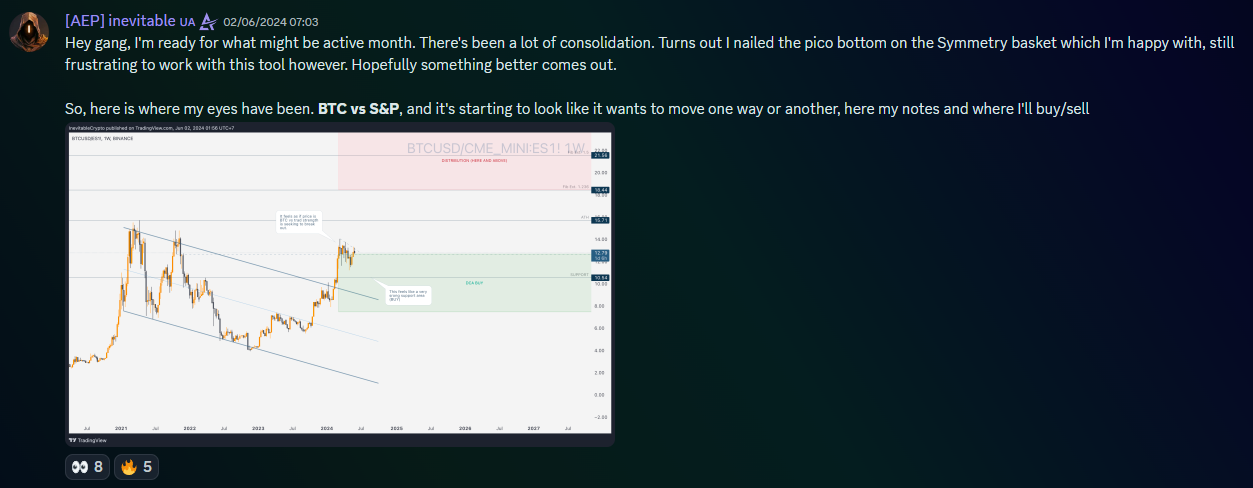 [AEP] inevitable UA 02/06/2024 07:03
Hey gang, I'm ready for what might be active month. There's been a lot of consolidation. Turns out I nailed the pico bottom on the Symmetry basket which I'm happy with, still
frustrating to work with this tool however. Hopefully something better comes out.
So, here is where my eyes have been. BTC vs S&P, and it's starting to look like it wants to move one way or another, here my notes and where I'll buy/sell
InevitableCrypto published on TradingView.com, Jun 02, 2024 01:56 UTC+7
BTCUSD/ES1!, 1W, BINANCE
BTCUSD/CME_MINI:ES1! 1W
22.00
21.56
DISTRIBUTION (HERE AND ABOVE)
20.00
18.44
18.00
It feels as if price in
BTC vs trad strength
is seeking to break
out.
15.71
14.00
12.78
12.00
SUPPORT
10.54
DCA BUY
10.00
This feels like a very
strong support area
(BUY)
8.00
6.00
4.00
2.00
0.00
-2.00
Jul 2021 Jul 2022 Jul 2023 Jul 2024 Jul 2025 Jul 2026 Jul 2027 Jul
TradingView
8 5